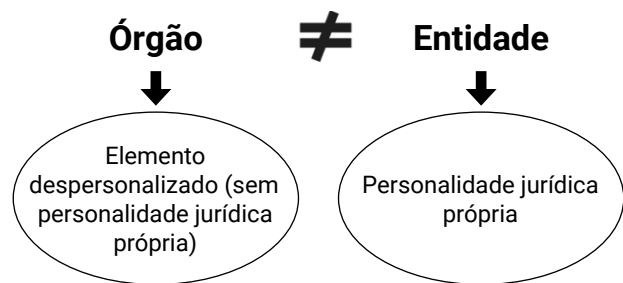 Órgão ≠ Entidade
Elemento
despersonalizado (sem
personalidade jurídica
própria)
Personalidade jurídica
própria